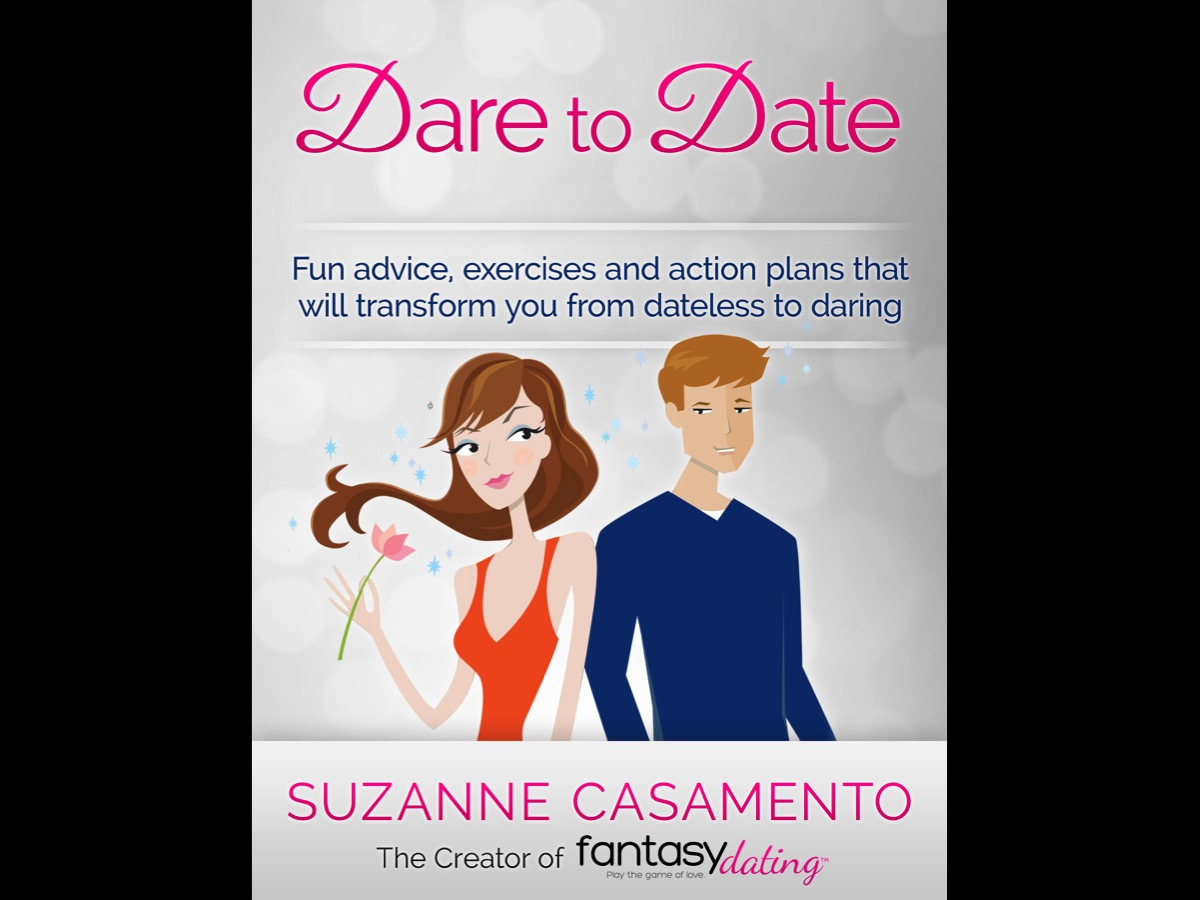 Dare to Date
Fun advice, exercises and action plans that
will transform you from dateless to daring
SUZANNE CASAMENTO
The Creator of fantasydating™
Play the game of love.